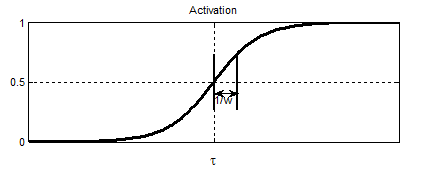 Activation
1
0.5
1/w
0
τ